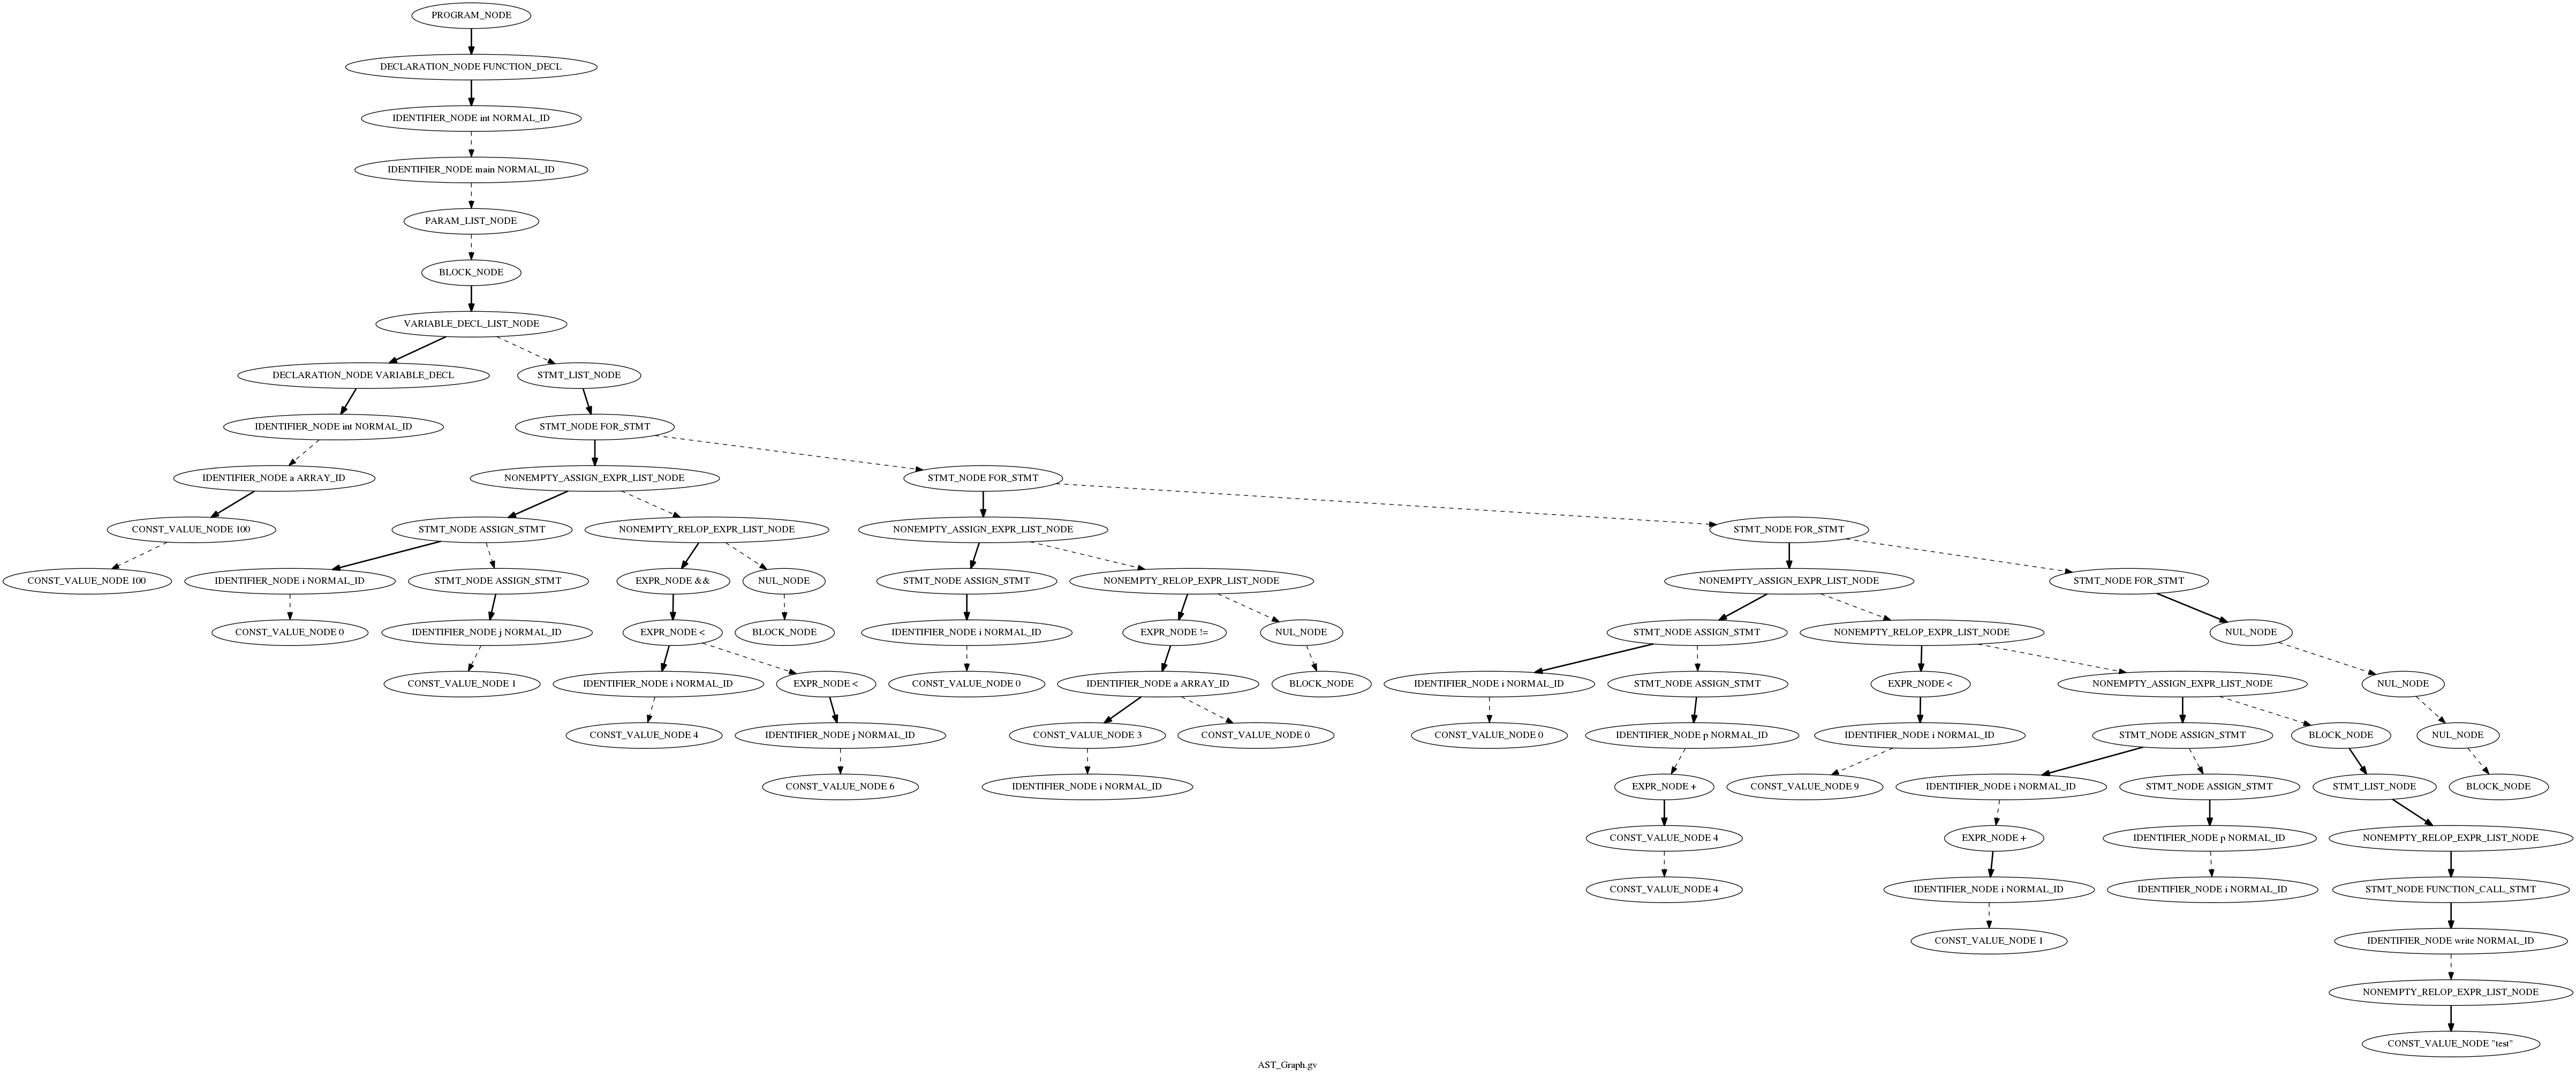 PROGRAM_NODE
DECLARATION_NODE FUNCTION_DECL
IDENTIFIER_NODE int NORMAL_ID
IDENTIFIER_NODE main NORMAL_ID
PARAM_LIST_NODE
BLOCK_NODE
VARIABLE_DECL_LIST_NODE
DECLARATION_NODE VARIABLE_DECL
STMT_LIST_NODE
IDENTIFIER_NODE int NORMAL_ID
STMT_NODE FOR_STMT
IDENTIFIER_NODE a ARRAY_ID
NONEMPTY_ASSIGN_EXPR_LIST_NODE
STMT_NODE FOR_STMT
CONST_VALUE_NODE 100
STMT_NODE ASSIGN_STMT
NONEMPTY_RELOP_EXPR_LIST_NODE
NONEMPTY_ASSIGN_EXPR_LIST_NODE
STMT_NODE FOR_STMT
CONST_VALUE_NODE 100
IDENTIFIER_NODE i NORMAL_ID
STMT_NODE ASSIGN_STMT
EXPR_NODE &&
NUL_NODE
STMT_NODE ASSIGN_STMT
NONEMPTY_RELOP_EXPR_LIST_NODE
NONEMPTY_ASSIGN_EXPR_LIST_NODE
STMT_NODE FOR_STMT
CONST_VALUE_NODE 0
IDENTIFIER_NODE j NORMAL_ID
EXPR_NODE <
BLOCK_NODE
IDENTIFIER_NODE i NORMAL_ID
EXPR_NODE !=
NUL_NODE
STMT_NODE ASSIGN_STMT
NONEMPTY_RELOP_EXPR_LIST_NODE
NUL_NODE
CONST_VALUE_NODE 1
IDENTIFIER_NODE i NORMAL_ID
EXPR_NODE <
CONST_VALUE_NODE 0
IDENTIFIER_NODE a ARRAY_ID
BLOCK_NODE
IDENTIFIER_NODE i NORMAL_ID
STMT_NODE ASSIGN_STMT
EXPR_NODE <
NONEMPTY_ASSIGN_EXPR_LIST_NODE
NUL_NODE
CONST_VALUE_NODE 4
IDENTIFIER_NODE j NORMAL_ID
CONST_VALUE_NODE 3
CONST_VALUE_NODE 0
CONST_VALUE_NODE 0
IDENTIFIER_NODE p NORMAL_ID
IDENTIFIER_NODE i NORMAL_ID
STMT_NODE ASSIGN_STMT
BLOCK_NODE
NUL_NODE
CONST_VALUE_NODE 6
IDENTIFIER_NODE i NORMAL_ID
EXPR_NODE +
CONST_VALUE_NODE 9
IDENTIFIER_NODE i NORMAL_ID
STMT_NODE ASSIGN_STMT
STMT_LIST_NODE
BLOCK_NODE
CONST_VALUE_NODE 4
EXPR_NODE +
IDENTIFIER_NODE p NORMAL_ID
NONEMPTY_RELOP_EXPR_LIST_NODE
CONST_VALUE_NODE 4
IDENTIFIER_NODE i NORMAL_ID
IDENTIFIER_NODE i NORMAL_ID
STMT_NODE FUNCTION_CALL_STMT
CONST_VALUE_NODE 1
IDENTIFIER_NODE write NORMAL_ID
NONEMPTY_RELOP_EXPR_LIST_NODE
CONST_VALUE_NODE "test"
AST_Graph.gv